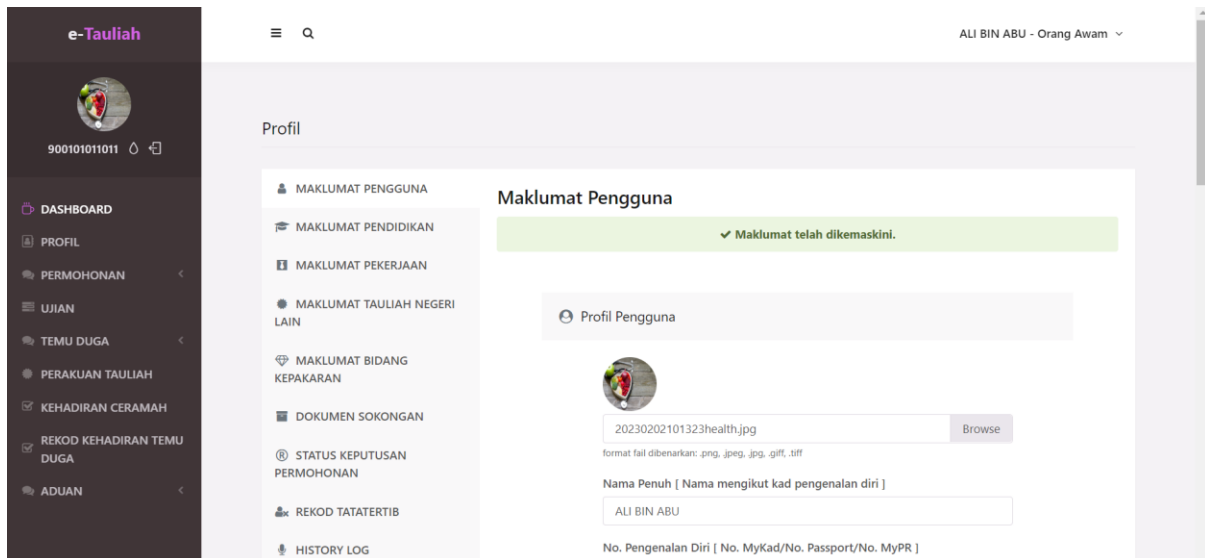 e-Tauliah
ALI BIN ABU - Orang Awam
900101011011
DASHBOARD
PROFIL
PERMOHONAN
UJIAN
TEMU DUGA
PERAKUAN TAULIAH
KEHADIRAN CERAMAH
REKOD KEHADIRAN TEMU
DUGA
ADUAN
Profil
MAKLUMAT PENGGUNA
MAKLUMAT PENDIDIKAN
MAKLUMAT PEKERJAAN
MAKLUMAT TAULIAH NEGERI
LAIN
MAKLUMAT BIDANG
KEPAKARAN
DOKUMEN SOKONGAN
STATUS KEPUTUSAN
PERMOHONAN
REKOD TATATERTIB
HISTORY LOG
Maklumat Pengguna
Maklumat telah dikemaskini.
Profil Pengguna
20230202101323health.jpg
Browse
format fail dibenarkan: .png, .jpeg, .jpg, .giff, .tiff
Nama Penuh [ Nama mengikut kad pengenalan diri ]
ALI BIN ABU
No. Pengenalan Diri [ No. MyKad/No. Passport/No. MyPR ]